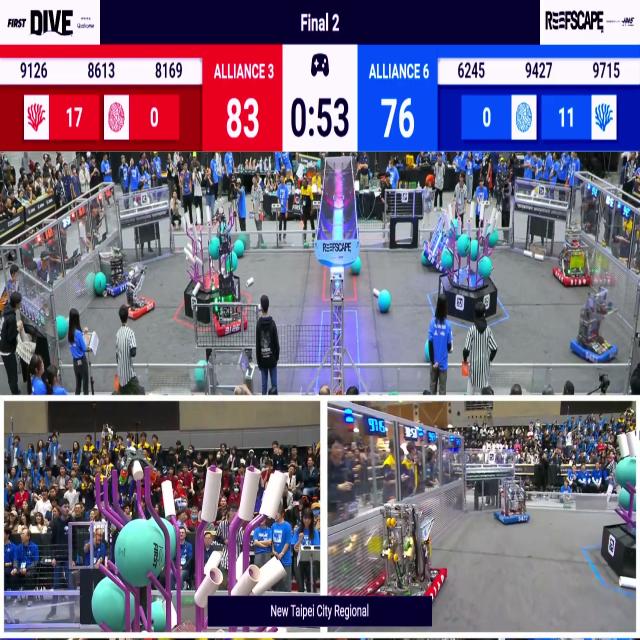 FIRST DIVE
Final 2
REEFSCAPE
9126 8613 8169
ALLIANCE 3
ALLIANCE 6
6245 9427 9715
17 0 83 0:53 76 0 11
REEFSCAPE
New Taipei City Regional